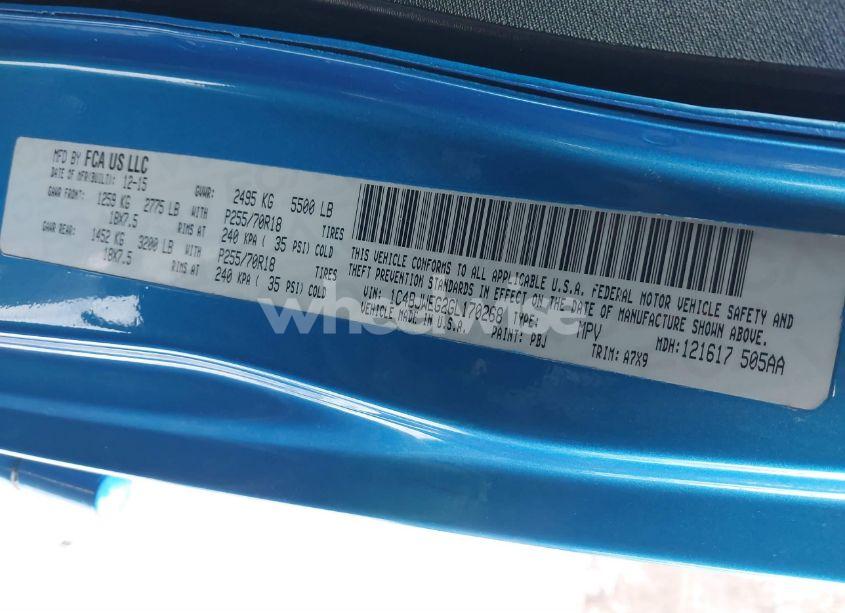 MFD BY FCA US LLC
DATE OF MFR(BUILT): 12-15
GVWR: 2495 KG 5500 LB
GAWR FRONT: 1259 KG 2775 LB WITH P255/70R18 TIRES
18X7.5 RIMS AT 240 KPA ( 35 PSI) COLD
GAWR REAR: 1452 KG 3200 LB WITH P255/70R18 TIRES
18X7.5 RIMS AT 240 KPA ( 35 PSI) COLD
THIS VEHICLE CONFORMS TO ALL APPLICABLE U.S.A. FEDERAL MOTOR VEHICLE SAFETY AND
THEFT PREVENTION STANDARDS IN EFFECT ON THE DATE OF MANUFACTURE SHOWN ABOVE.
VIN: 1C4BJWEG2GL170268 TYPE: MPV MDH: 121617 505AA
VEHICLE MADE IN U.S.A. PAINT: PBJ TRIM: A7X9
wheelwise